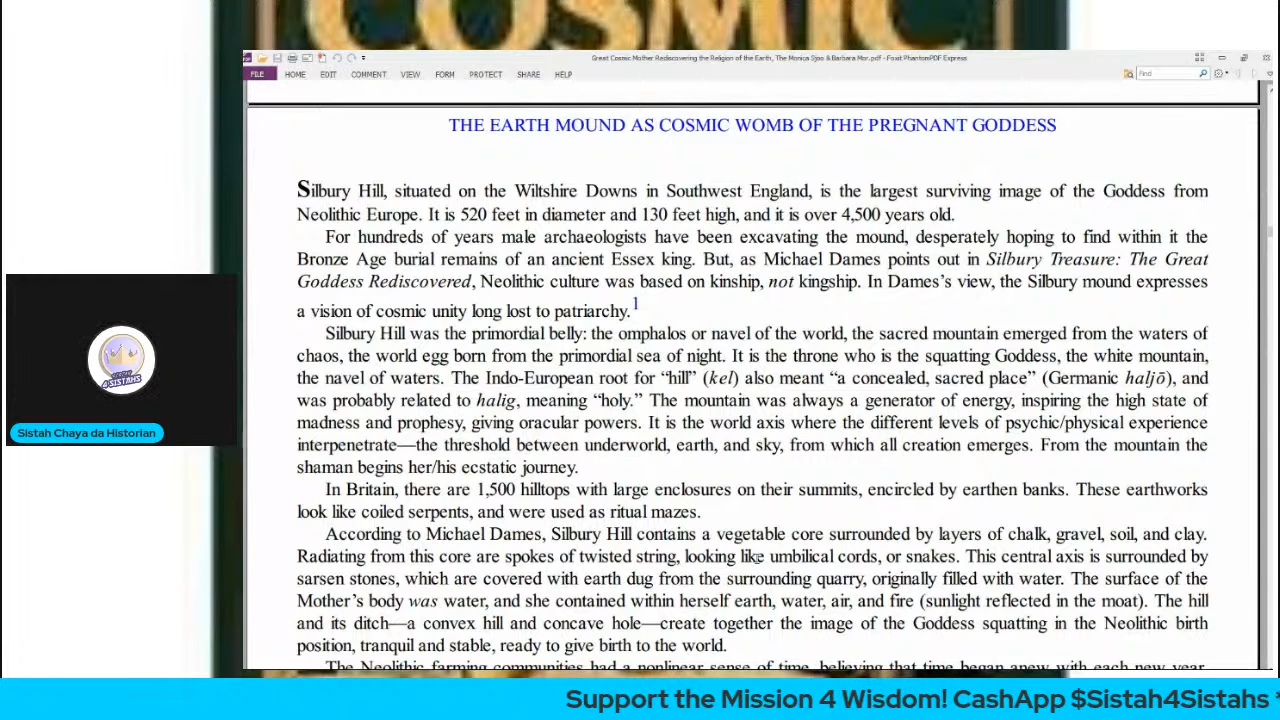 COSMIC
Great Cosmic Mother Rediscovering the Religion of the Earth, The Monica Sjoo & Barbara Mor.pdf - Foxit PhantomPDF Express
FILE HOME EDIT COMMENT VIEW FORM PROTECT SHARE HELP
Find
THE EARTH MOUND AS COSMIC WOMB OF THE PREGNANT GODDESS
Silbury Hill, situated on the Wiltshire Downs in Southwest England, is the largest surviving image of the Goddess from
Neolithic Europe. It is 520 feet in diameter and 130 feet high, and it is over 4,500 years old.
For hundreds of years male archaeologists have been excavating the mound, desperately hoping to find within it the
Bronze Age burial remains of an ancient Essex king. But, as Michael Dames points out in Silbury Treasure: The Great
Goddess Rediscovered, Neolithic culture was based on kinship, not kingship. In Dames’s view, the Silbury mound expresses
a vision of cosmic unity long lost to patriarchy.1
Silbury Hill was the primordial belly: the omphalos or navel of the world, the sacred mountain emerged from the waters of
chaos, the world egg born from the primordial sea of night. It is the throne who is the squatting Goddess, the white mountain,
the navel of waters. The Indo-European root for “hill” (kel) also meant “a concealed, sacred place” (Germanic haljō), and
was probably related to halig, meaning “holy.” The mountain was always a generator of energy, inspiring the high state of
madness and prophesy, giving oracular powers. It is the world axis where the different levels of psychic/physical experience
interpenetrate—the threshold between underworld, earth, and sky, from which all creation emerges. From the mountain the
shaman begins her/his ecstatic journey.
In Britain, there are 1,500 hilltops with large enclosures on their summits, encircled by earthen banks. These earthworks
look like coiled serpents, and were used as ritual mazes.
According to Michael Dames, Silbury Hill contains a vegetable core surrounded by layers of chalk, gravel, soil, and clay.
Radiating from this core are spokes of twisted string, looking like umbilical cords, or snakes. This central axis is surrounded by
sarsen stones, which are covered with earth dug from the surrounding quarry, originally filled with water. The surface of the
Mother’s body was water, and she contained within herself earth, water, air, and fire (sunlight reflected in the moat). The hill
and its ditch—a convex hill and concave hole—create together the image of the Goddess squatting in the Neolithic birth
position, tranquil and stable, ready to give birth to the world.
The Neolithic farming communities had a nonlinear sense of time, believing that time began anew with each new year.
4 SISTAHS
Sistah Chaya da Historian
Support the Mission 4 Wisdom! CashApp $Sistah4Sistahs *